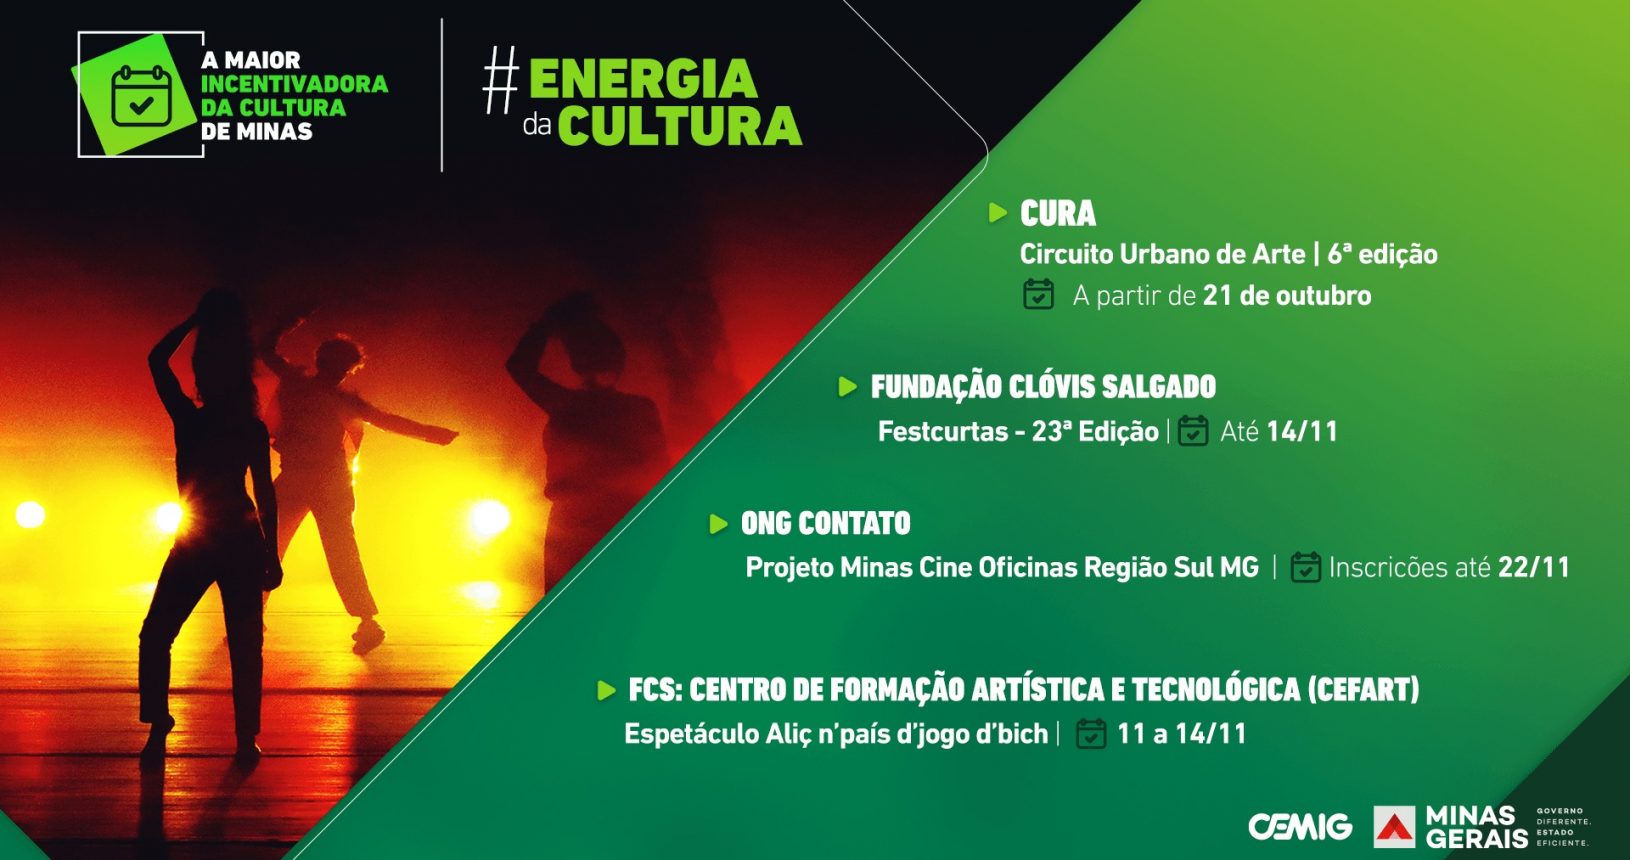 A MAIOR
INCENTIVADORA
DA CULTURA
DE MINAS
#ENERGIA
da CULTURA
CURA
Circuito Urbano de Arte | 6ª edição
A partir de 21 de outubro
FUNDAÇÃO CLÓVIS SALGADO
Festcurtas - 23ª Edição | Até 14/11
ONG CONTATO
Projeto Minas Cine Oficinas Região Sul MG | Inscricões até 22/11
FCS: CENTRO DE FORMAÇÃO ARTÍSTICA E TECNOLÓGICA (CEFART)
Espetáculo Aliç n'país d'jogo d'bich | 11 a 14/11
CEMIG
MINAS
GERAIS
GOVERNO
DIFERENTE.
ESTADO
EFICIENTE.